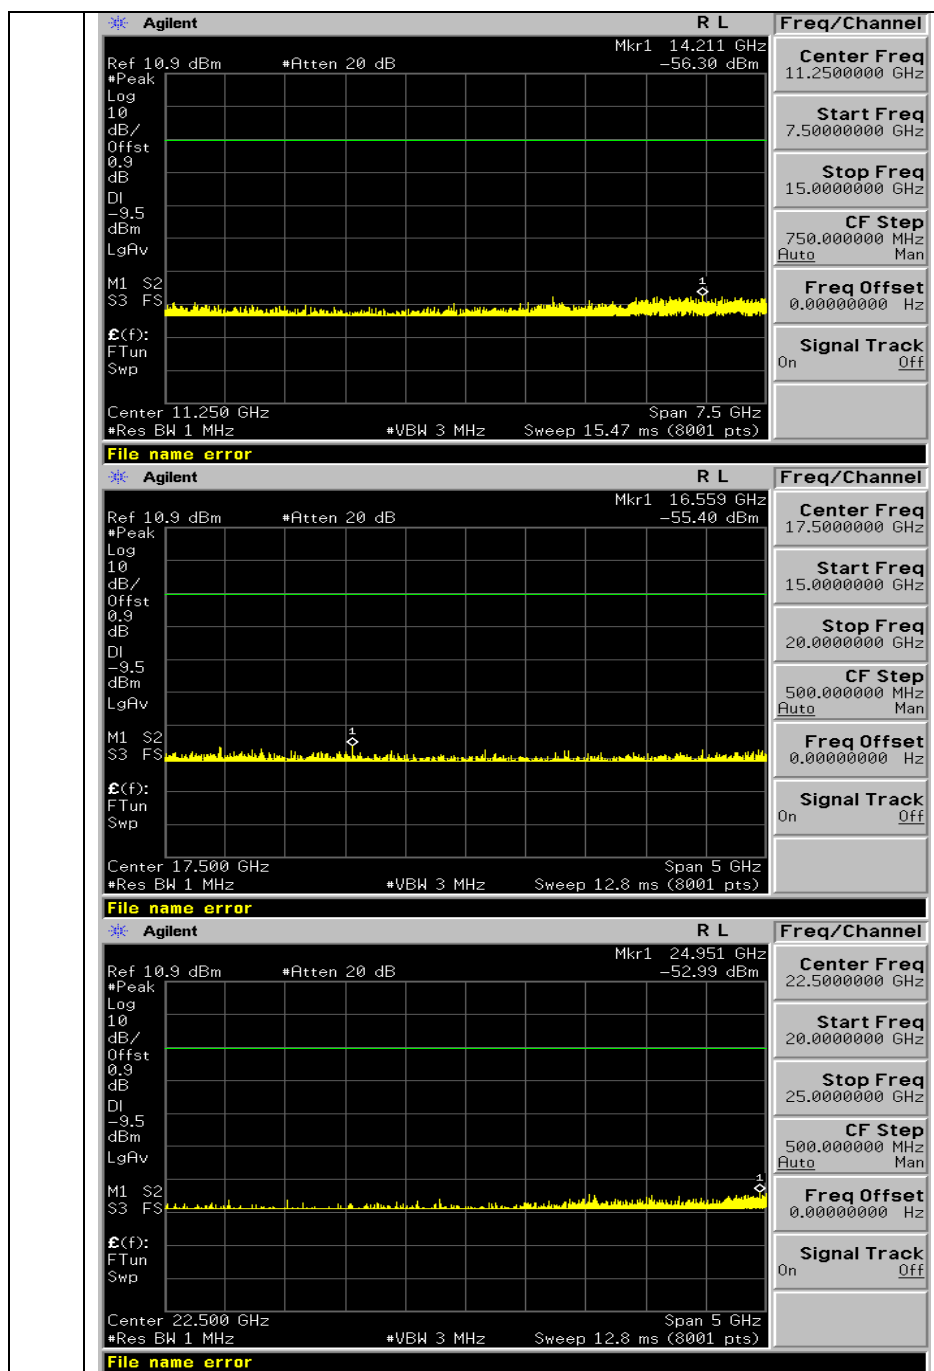 Agilent R L Freq/Channel
Mkr1 14.211 GHz
Ref 10.9 dBm #Atten 20 dB -56.30 dBm
#Peak
Log
10
dB/
Offst
0.9
dB
DI
-9.5
dBm
LgAv
M1 S2
S3 FS
£(f):
FTun
Swp
1
Center 11.250 GHz Span 7.5 GHz
#Res BW 1 MHz #VBW 3 MHz Sweep 15.47 ms (8001 pts)
File name error
Center Freq
11.2500000 GHz
Start Freq
7.50000000 GHz
Stop Freq
15.0000000 GHz
CF Step
750.000000 MHz
Auto Man
Freq Offset
0.00000000 Hz
Signal Track
On Off
Agilent R L Freq/Channel
Mkr1 16.559 GHz
Ref 10.9 dBm #Atten 20 dB -55.40 dBm
#Peak
Log
10
dB/
Offst
0.9
dB
DI
-9.5
dBm
LgAv
M1 S2
S3 FS
£(f):
FTun
Swp
1
Center 17.500 GHz Span 5 GHz
#Res BW 1 MHz #VBW 3 MHz Sweep 12.8 ms (8001 pts)
File name error
Center Freq
17.5000000 GHz
Start Freq
15.0000000 GHz
Stop Freq
20.0000000 GHz
CF Step
500.000000 MHz
Auto Man
Freq Offset
0.00000000 Hz
Signal Track
On Off
Agilent R L Freq/Channel
Mkr1 24.951 GHz
Ref 10.9 dBm #Atten 20 dB -52.99 dBm
#Peak
Log
10
dB/
Offst
0.9
dB
DI
-9.5
dBm
LgAv
M1 S2
S3 FS
£(f):
FTun
Swp
1
Center 22.500 GHz Span 5 GHz
#Res BW 1 MHz #VBW 3 MHz Sweep 12.8 ms (8001 pts)
File name error
Center Freq
22.5000000 GHz
Start Freq
20.0000000 GHz
Stop Freq
25.0000000 GHz
CF Step
500.000000 MHz
Auto Man
Freq Offset
0.00000000 Hz
Signal Track
On Off